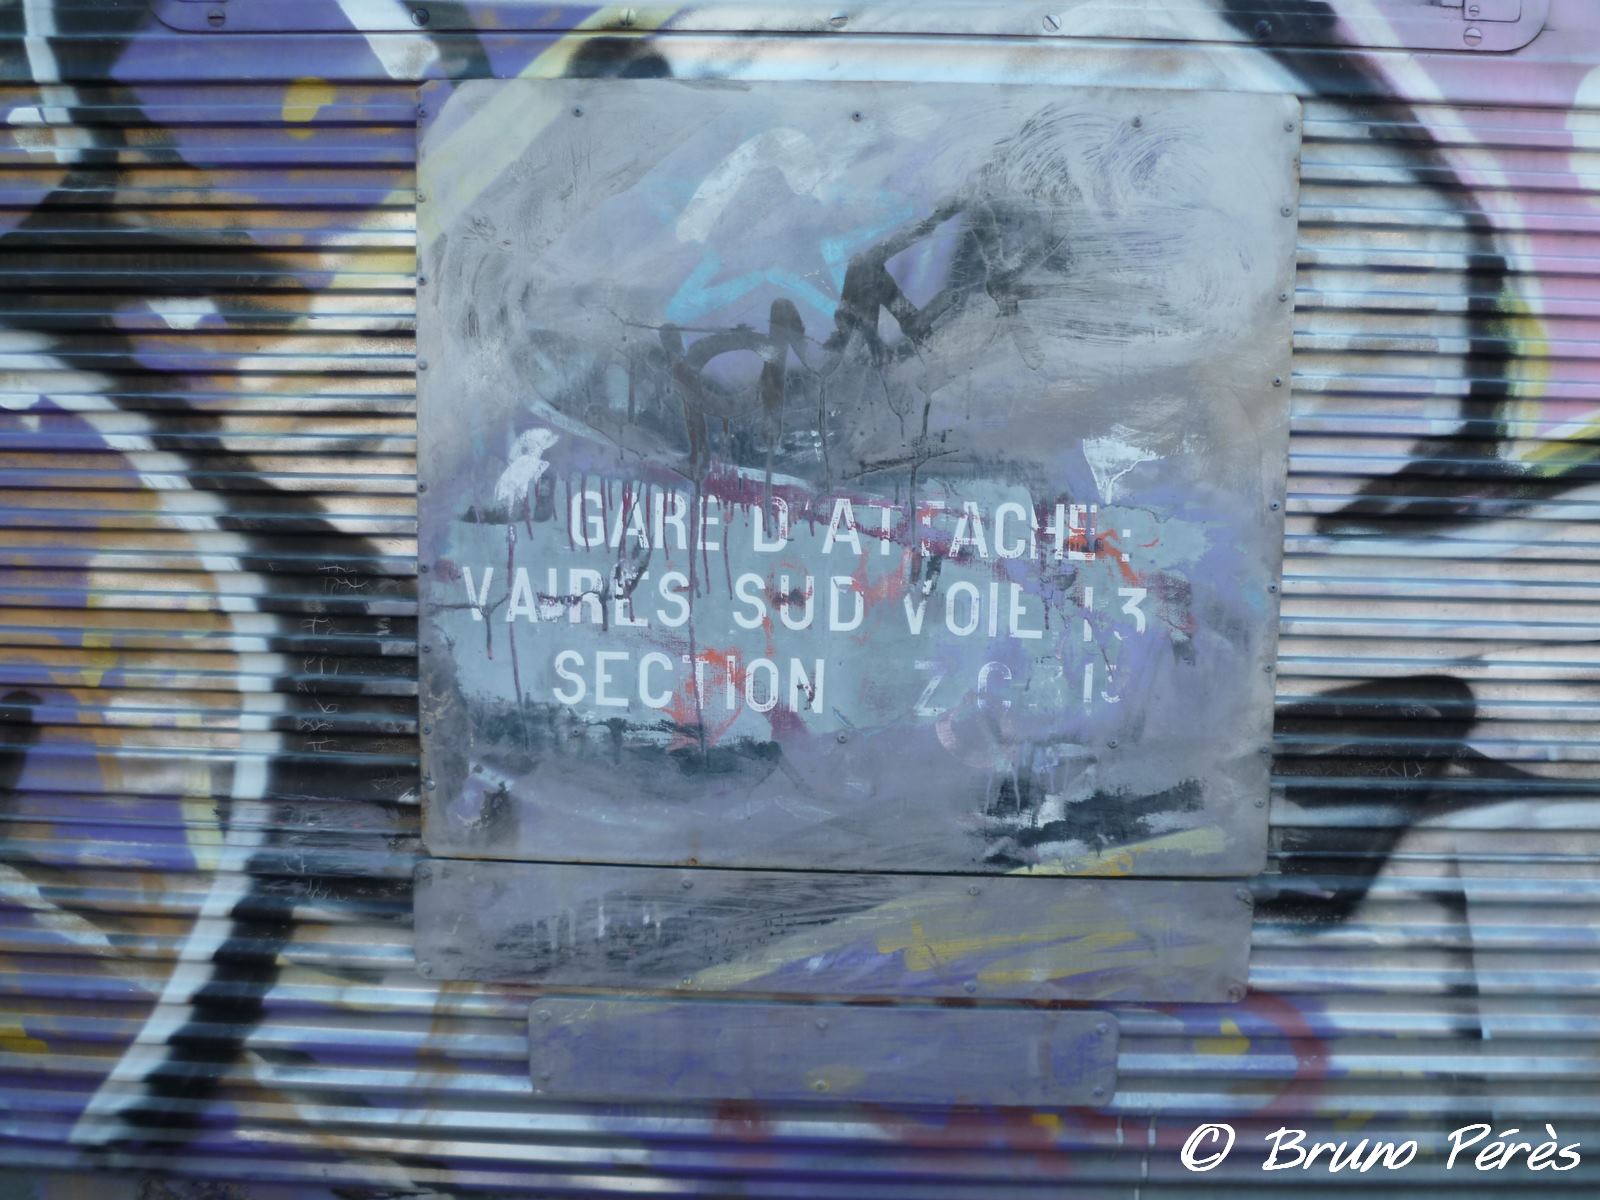 GARE D'ATTACHE :
VAIRES SUD VOIE 13
SECTION
© Bruno Pérès